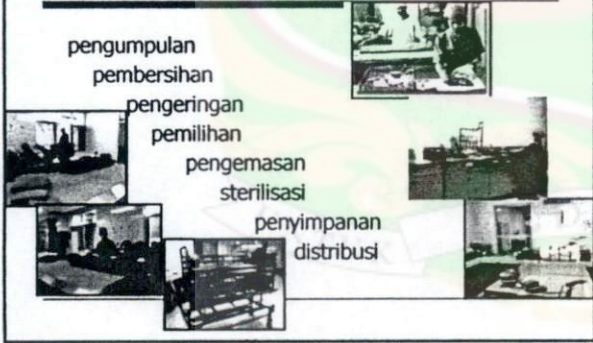 pengumpulan
pembersihan
pengeringan
pemilihan
pengemasan
sterilisasi
penyimpanan
distribusi